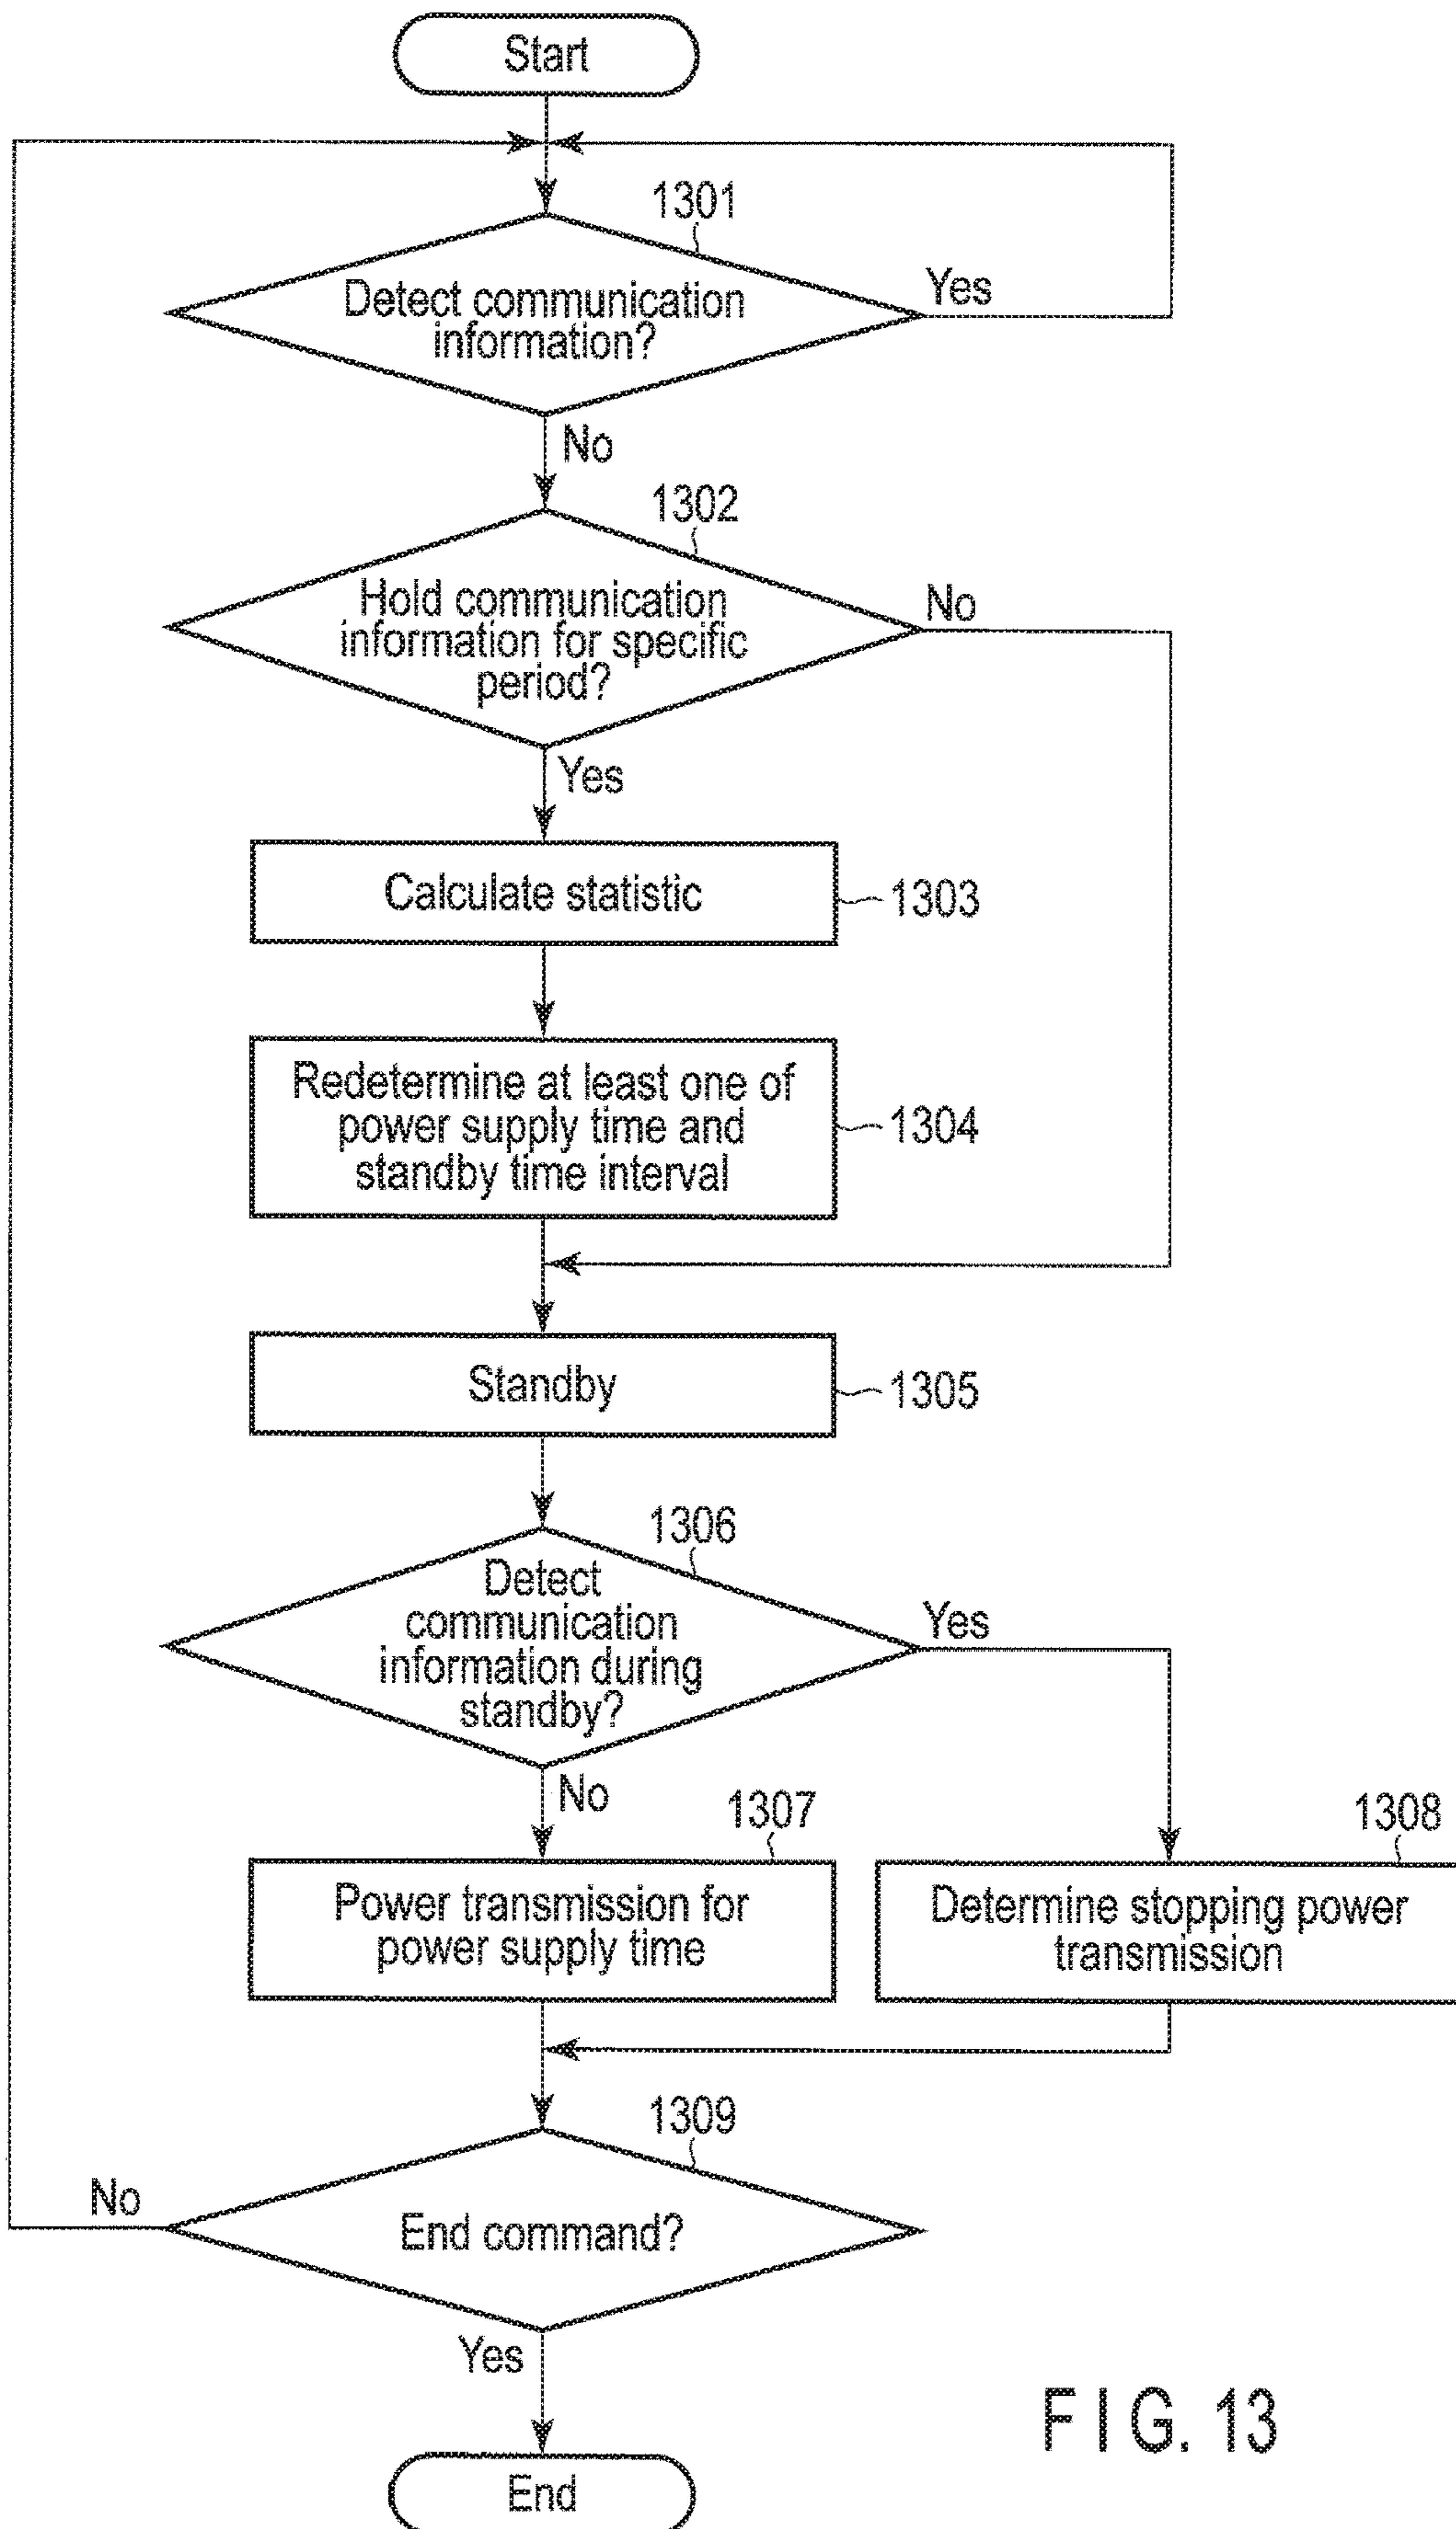 Start
1301
Detect communication
information?
Yes
No
1302
Hold communication
information for specific
period?
No
Yes
Calculate statistic
1303
Redetermine at least one of
power supply time and
standby time interval
1304
Standby
1305
1306
Detect
communication
information during
standby?
Yes
No
1307
Power transmission for
power supply time
1308
Determine stopping power
transmission
1309
End command?
No
Yes
End
FIG. 13